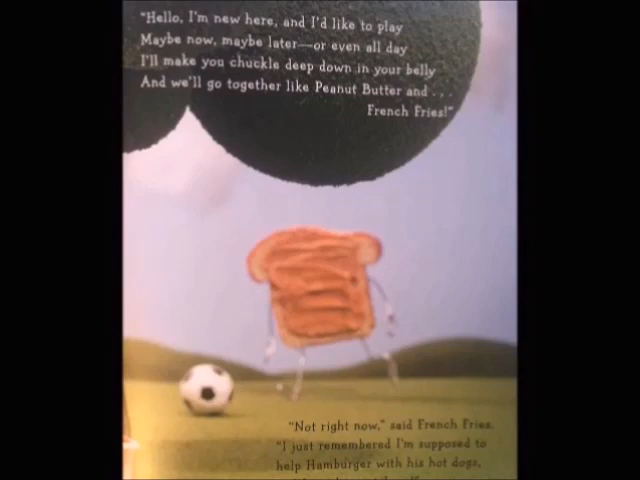 "Hello, I'm new here, and I'd like to play
Maybe now, maybe later—or even all day
I'll make you chuckle deep down in your belly
And we'll go together like Peanut Butter and . . .
French Fries!"
"Not right now," said French Fries.
"I just remembered I'm supposed to
help Hamburger with his hot dogs,